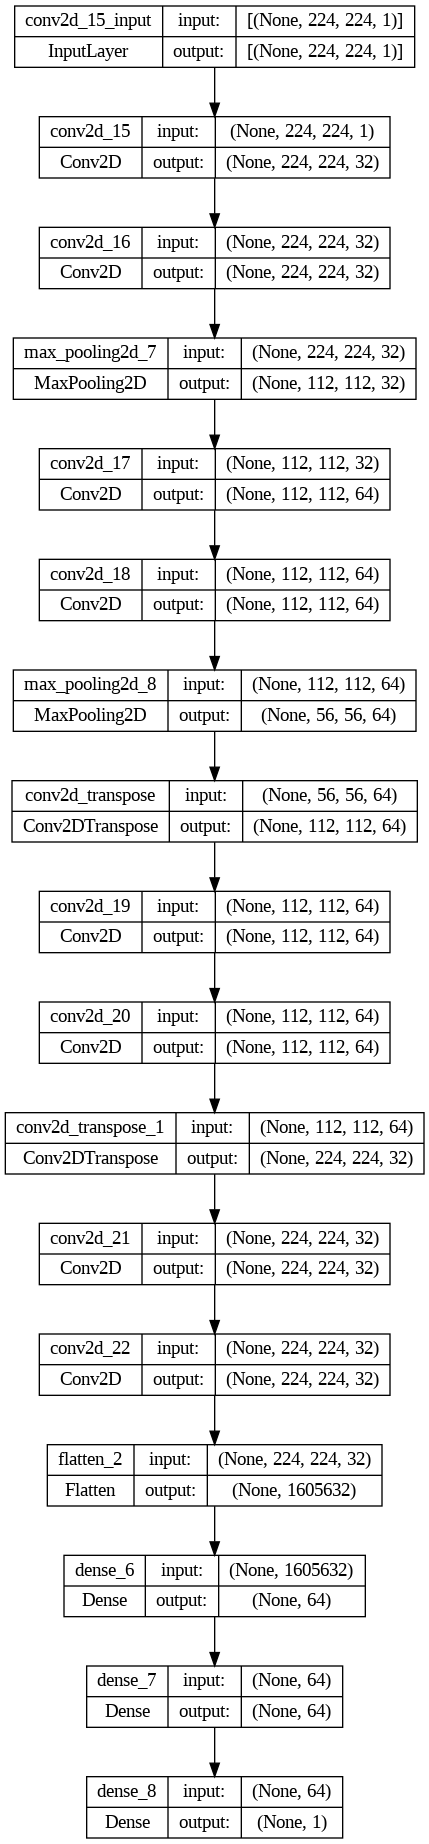 conv2d_15_input input: [(None, 224, 224, 1)]
InputLayer output: [(None, 224, 224, 1)]
conv2d_15 input: (None, 224, 224, 1)
Conv2D output: (None, 224, 224, 32)
conv2d_16 input: (None, 224, 224, 32)
Conv2D output: (None, 224, 224, 32)
max_pooling2d_7 input: (None, 224, 224, 32)
MaxPooling2D output: (None, 112, 112, 32)
conv2d_17 input: (None, 112, 112, 32)
Conv2D output: (None, 112, 112, 64)
conv2d_18 input: (None, 112, 112, 64)
Conv2D output: (None, 112, 112, 64)
max_pooling2d_8 input: (None, 112, 112, 64)
MaxPooling2D output: (None, 56, 56, 64)
conv2d_transpose input: (None, 56, 56, 64)
Conv2DTranspose output: (None, 112, 112, 64)
conv2d_19 input: (None, 112, 112, 64)
Conv2D output: (None, 112, 112, 64)
conv2d_20 input: (None, 112, 112, 64)
Conv2D output: (None, 112, 112, 64)
conv2d_transpose_1 input: (None, 112, 112, 64)
Conv2DTranspose output: (None, 224, 224, 32)
conv2d_21 input: (None, 224, 224, 32)
Conv2D output: (None, 224, 224, 32)
conv2d_22 input: (None, 224, 224, 32)
Conv2D output: (None, 224, 224, 32)
flatten_2 input: (None, 224, 224, 32)
Flatten output: (None, 1605632)
dense_6 input: (None, 1605632)
Dense output: (None, 64)
dense_7 input: (None, 64)
Dense output: (None, 64)
dense_8 input: (None, 64)
Dense output: (None, 1)